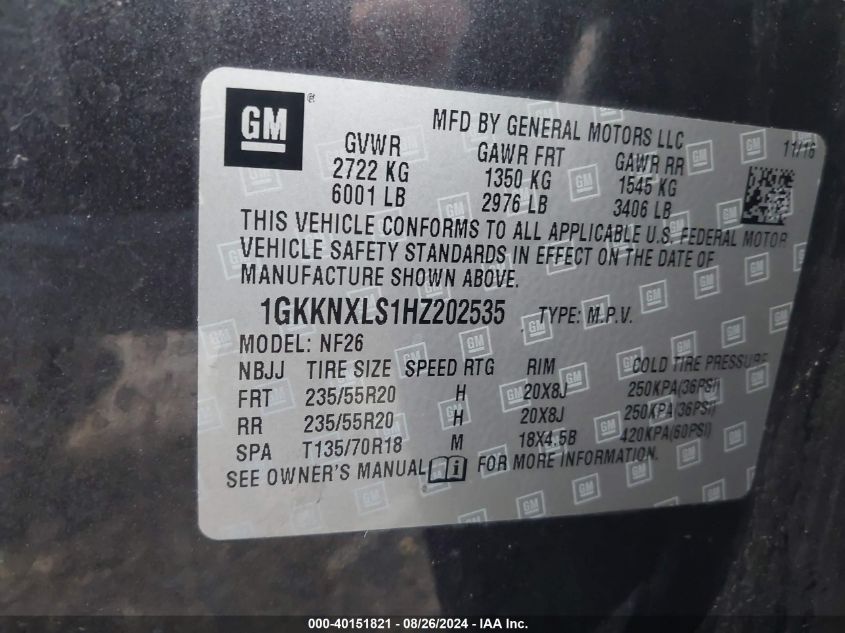 GM ®
MFD BY GENERAL MOTORS LLC 11/16
GVWR GAWR FRT GAWR RR
2722 KG 1350 KG 1545 KG
6001 LB 2976 LB 3406 LB
THIS VEHICLE CONFORMS TO ALL APPLICABLE U.S. FEDERAL MOTOR
VEHICLE SAFETY STANDARDS IN EFFECT ON THE DATE OF
MANUFACTURE SHOWN ABOVE.
1GKKNXLS1HZ202535 TYPE: M.P.V.
MODEL: NF26
NBJJ TIRE SIZE SPEED RTG RIM COLD TIRE PRESSURE
FRT 235/55R20 H 20X8J 250KPA(36PSI)
RR 235/55R20 H 20X8J 250KPA(36PSI)
SPA T135/70R18 M 18X4.5B 420KPA(60PSI)
SEE OWNER'S MANUAL FOR MORE INFORMATION.
000-40151821 / 08/26/2024 - IAA Inc.